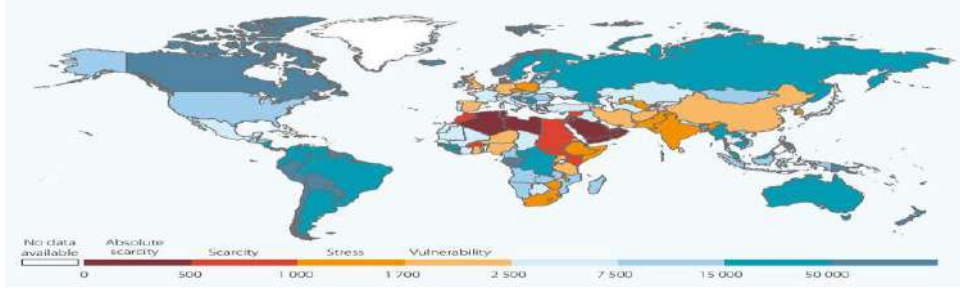 No data available
Absolute scarcity
Scarcity
Stress
Vulnerability
0 500 1 000 1 700 2 500 7 500 15 000 50 000